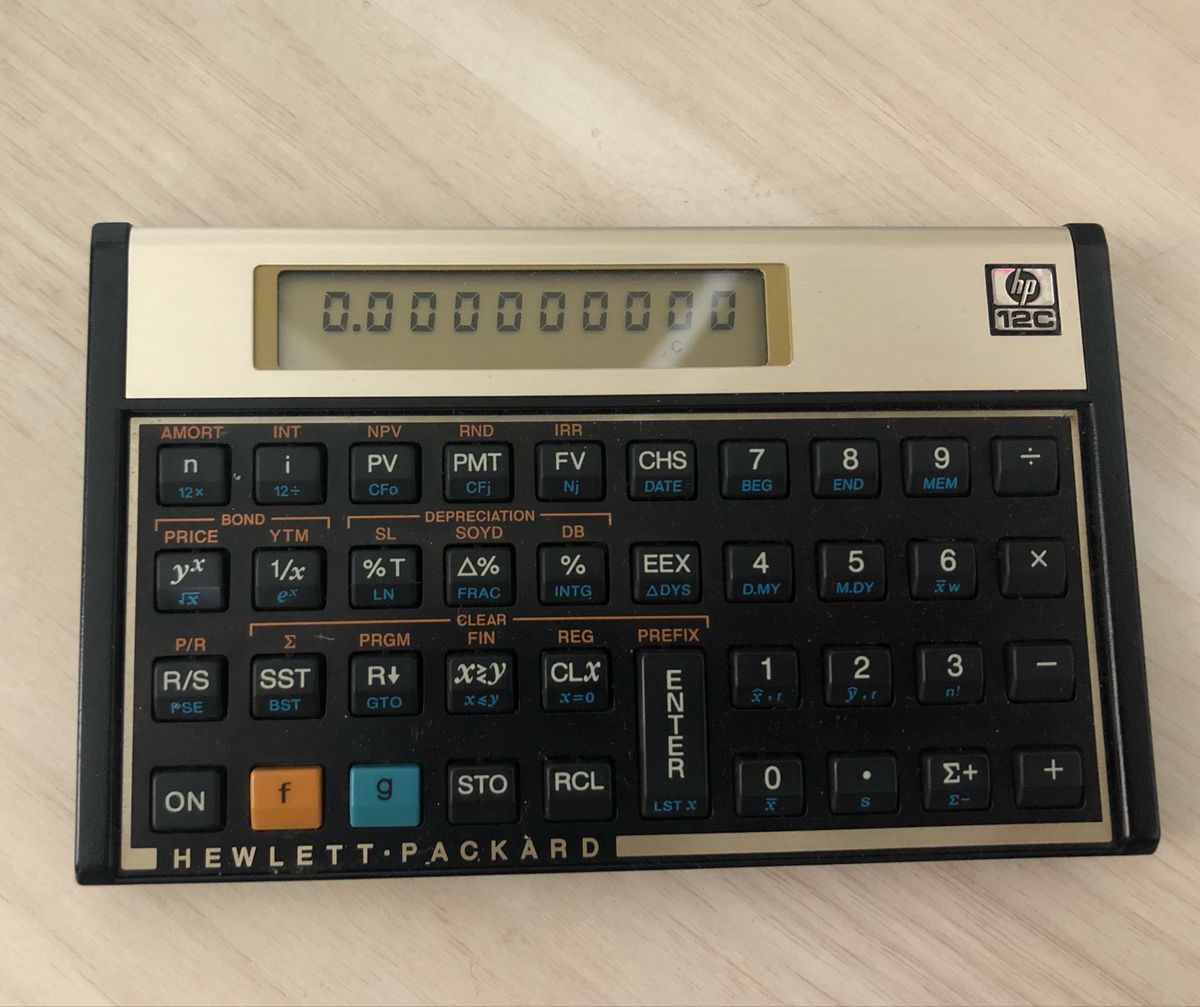 0.000000000
C
hp
12C
AMORT INT NPV RND IRR
n i PV PMT FV CHS 7 8 9 ÷
12× 12÷ CFo CFj Nj DATE BEG END MEM
BOND DEPRECIATION
PRICE YTM SL SOYD DB
yˣ 1/x %T Δ% % EEX 4 5 6 ×
√x eˣ LN FRAC INTG ΔDYS D.MY M.DY x̄w
CLEAR
P/R Σ PRGM FIN REG PREFIX
R/S SST R↓ x≷y CLx ENTER 1 2 3 −
PSE BST GTO x≤y x=0 x̂,r ŷ,r n!
ON f g STO RCL 0 • Σ+ +
LST x x̄ s Σ−
HEWLETT·PACKARD